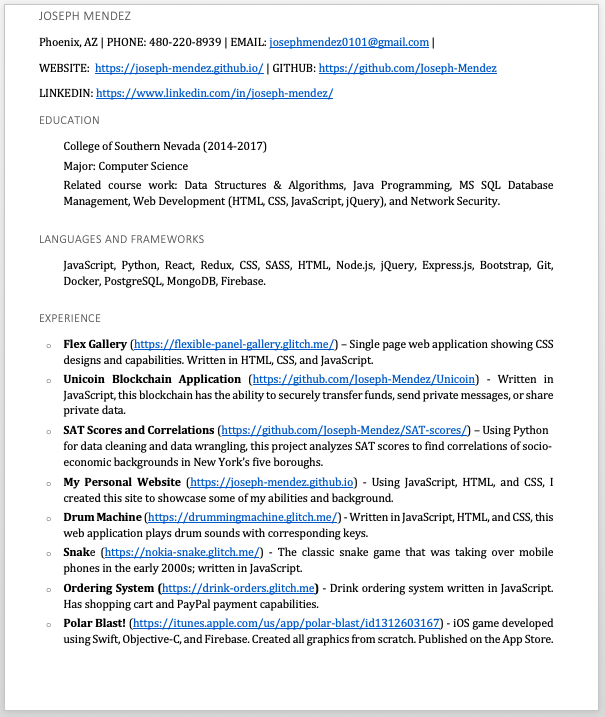 JOSEPH MENDEZ
Phoenix, AZ | PHONE: 480-220-8939 | EMAIL: josephmendez0101@gmail.com |
WEBSITE: https://joseph-mendez.github.io/ | GITHUB: https://github.com/Joseph-Mendez
LINKEDIN: https://www.linkedin.com/in/joseph-mendez/
EDUCATION
College of Southern Nevada (2014-2017)
Major: Computer Science
Related course work: Data Structures & Algorithms, Java Programming, MS SQL Database
Management, Web Development (HTML, CSS, JavaScript, jQuery), and Network Security.
LANGUAGES AND FRAMEWORKS
JavaScript, Python, React, Redux, CSS, SASS, HTML, Node.js, jQuery, Express.js, Bootstrap, Git,
Docker, PostgreSQL, MongoDB, Firebase.
EXPERIENCE
○ Flex Gallery (https://flexible-panel-gallery.glitch.me/) – Single page web application showing CSS
designs and capabilities. Written in HTML, CSS, and JavaScript.
○ Unicoin Blockchain Application (https://github.com/Joseph-Mendez/Unicoin) - Written in
JavaScript, this blockchain has the ability to securely transfer funds, send private messages, or share
private data.
○ SAT Scores and Correlations (https://github.com/Joseph-Mendez/SAT-scores/) – Using Python
for data cleaning and data wrangling, this project analyzes SAT scores to find correlations of socio-
economic backgrounds in New York's five boroughs.
○ My Personal Website (https://joseph-mendez.github.io) - Using JavaScript, HTML, and CSS, I
created this site to showcase some of my abilities and background.
○ Drum Machine (https://drummingmachine.glitch.me/) - Written in JavaScript, HTML, and CSS, this
web application plays drum sounds with corresponding keys.
○ Snake (https://nokia-snake.glitch.me/) - The classic snake game that was taking over mobile
phones in the early 2000s; written in JavaScript.
○ Ordering System (https://drink-orders.glitch.me) - Drink ordering system written in JavaScript.
Has shopping cart and PayPal payment capabilities.
○ Polar Blast! (https://itunes.apple.com/us/app/polar-blast/id1312603167) - iOS game developed
using Swift, Objective-C, and Firebase. Created all graphics from scratch. Published on the App Store.